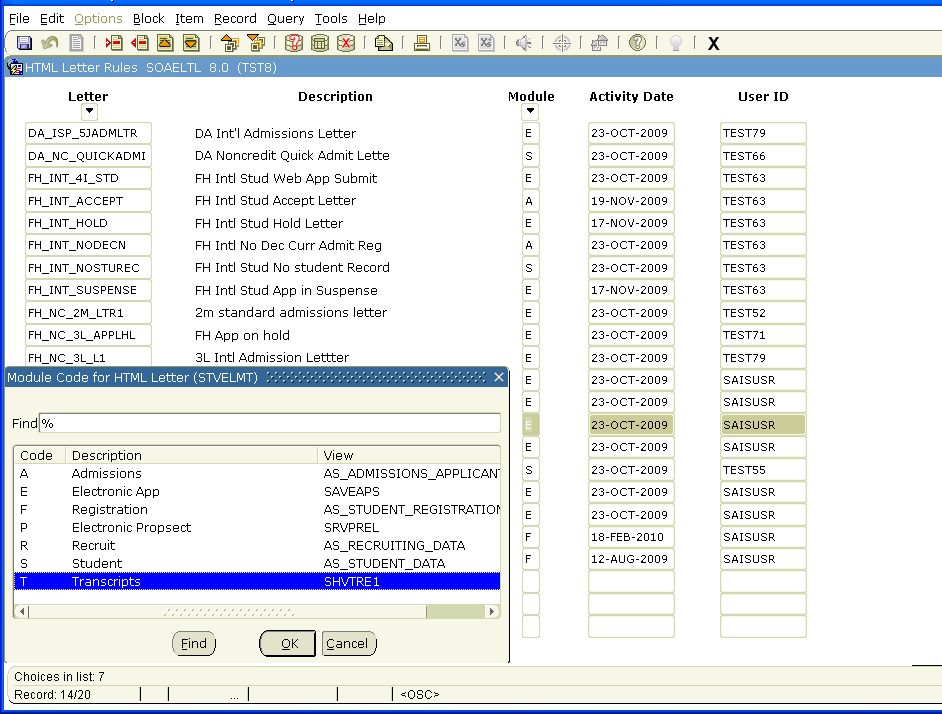 File Edit Options Block Item Record Query Tools Help
HTML Letter Rules SOAELTL 8.0 (TST8)
Letter Description Module Activity Date User ID
DA_ISP_5JADMLTR DA Int'l Admissions Letter E 23-OCT-2009 TEST79
DA_NC_QUICKADMI DA Noncredit Quick Admit Lette S 23-OCT-2009 TEST66
FH_INT_4I_STD FH Intl Stud Web App Submit E 23-OCT-2009 TEST63
FH_INT_ACCEPT FH Intl Stud Accept Letter A 19-NOV-2009 TEST63
FH_INT_HOLD FH Intl Stud Hold Letter E 17-NOV-2009 TEST63
FH_INT_NODECN FH Intl No Dec Curr Admit Reg A 23-OCT-2009 TEST63
FH_INT_NOSTUREC FH Intl Stud No student Record S 23-OCT-2009 TEST63
FH_INT_SUSPENSE FH Intl Stud App in Suspense E 17-NOV-2009 TEST63
FH_NC_2M_LTR1 2m standard admissions letter E 23-OCT-2009 TEST52
FH_NC_3L_APPLHL FH App on hold E 23-OCT-2009 TEST71
FH_NC_3L_L1 3L Intl Admission Lettter E 23-OCT-2009 TEST79
E 23-OCT-2009 SAISUSR
E 23-OCT-2009 SAISUSR
E 23-OCT-2009 SAISUSR
E 23-OCT-2009 SAISUSR
S 23-OCT-2009 TEST55
E 23-OCT-2009 SAISUSR
E 23-OCT-2009 SAISUSR
F 18-FEB-2010 SAISUSR
F 12-AUG-2009 SAISUSR
Module Code for HTML Letter (STVELMT)
Find %
Code Description View
A Admissions AS_ADMISSIONS_APPLICANT
E Electronic App SAVEAPS
F Registration AS_STUDENT_REGISTRATION
P Electronic Propsect SRVPREL
R Recruit AS_RECRUITING_DATA
S Student AS_STUDENT_DATA
T Transcripts SHVTRE1
Find OK Cancel
Choices in list: 7
Record: 14/20 ... <OSC>